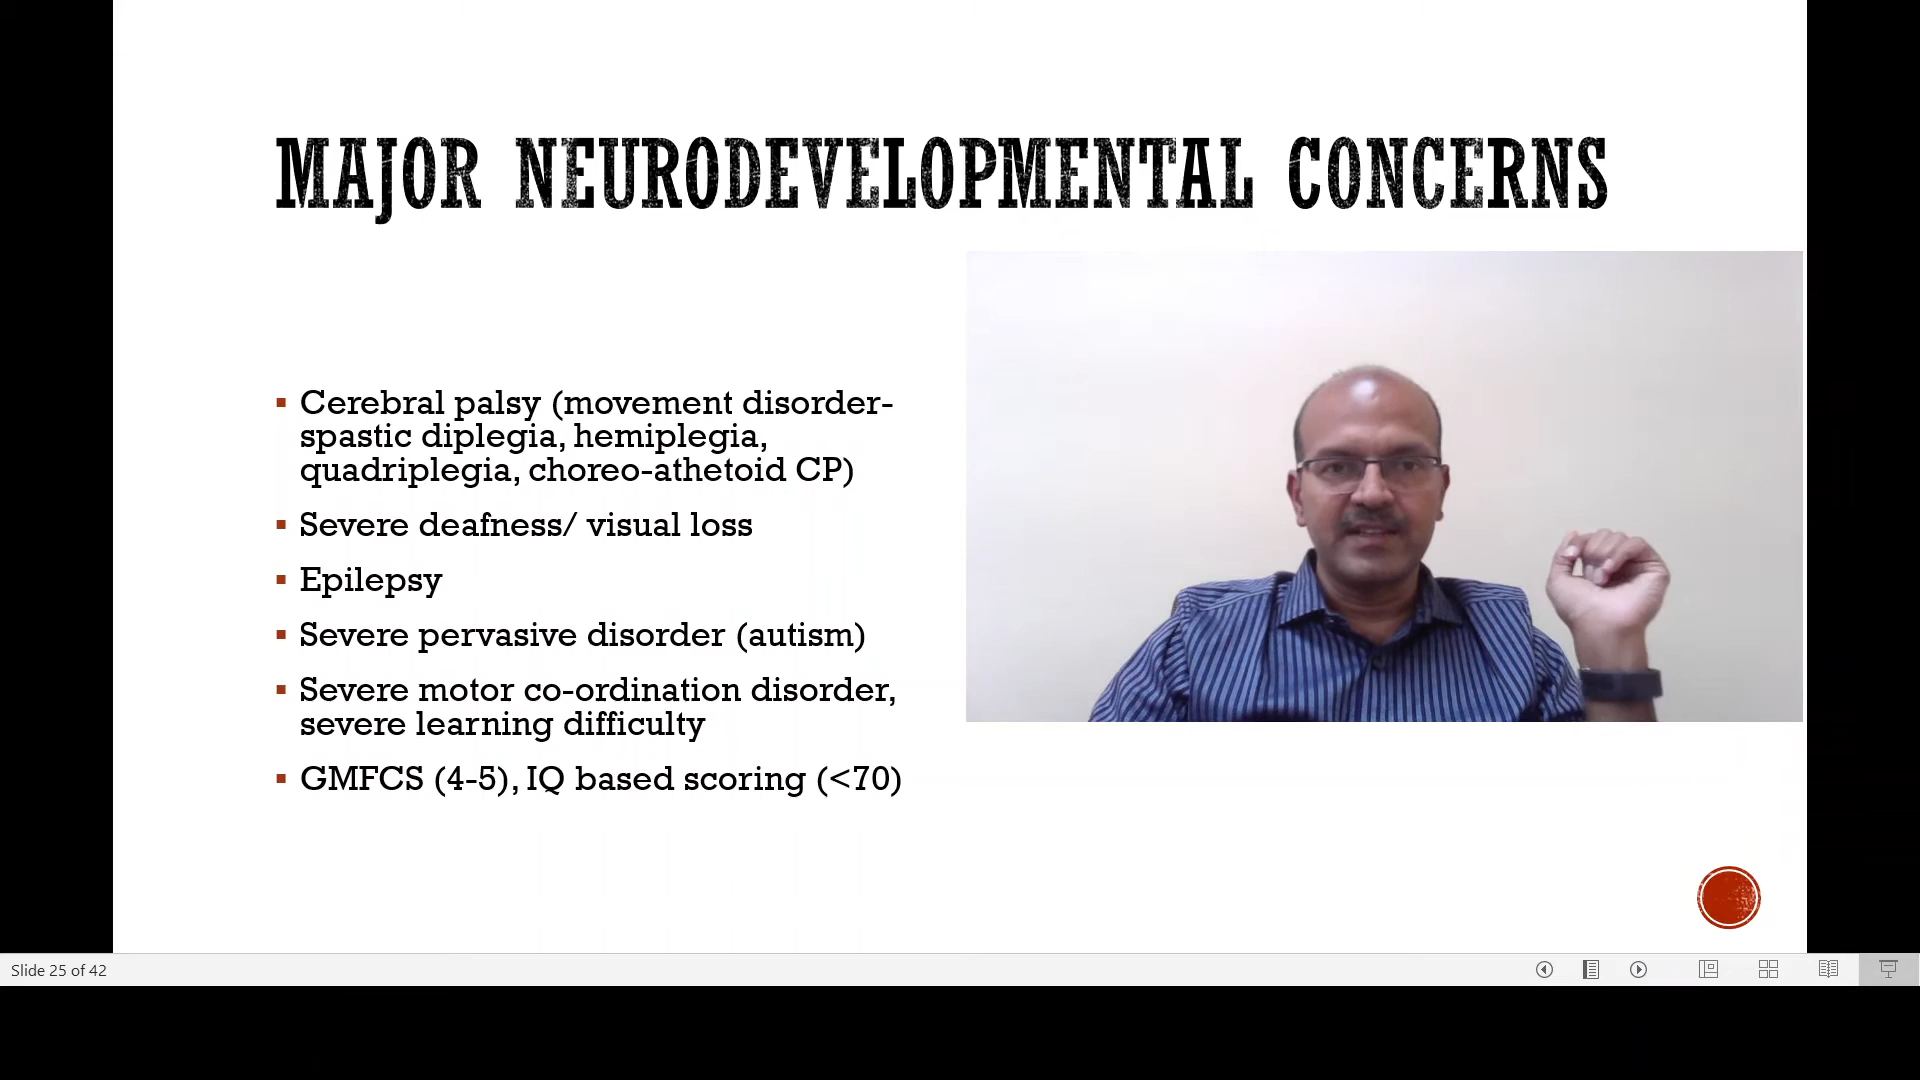 MAJOR NEURODEVELOPMENTAL CONCERNS
Cerebral palsy (movement disorder-
spastic diplegia, hemiplegia,
quadriplegia, choreo-athetoid CP)
Severe deafness/ visual loss
Epilepsy
Severe pervasive disorder (autism)
Severe motor co-ordination disorder,
severe learning difficulty
GMFCS (4-5), IQ based scoring (<70)
Slide 25 of 42